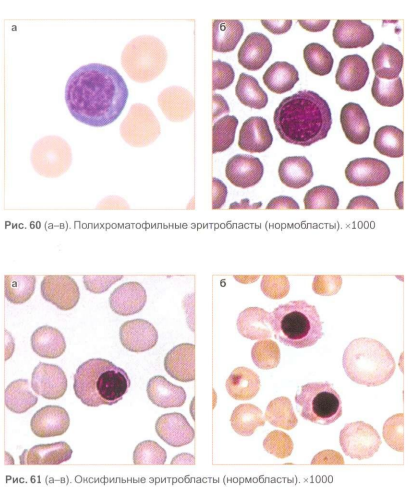 а
б
Рис. 60 (а–в). Полихроматофильные эритробласты (нормобласты). ×1000
а
б
Рис. 61 (а–в). Оксифильные эритробласты (нормобласты). ×1000